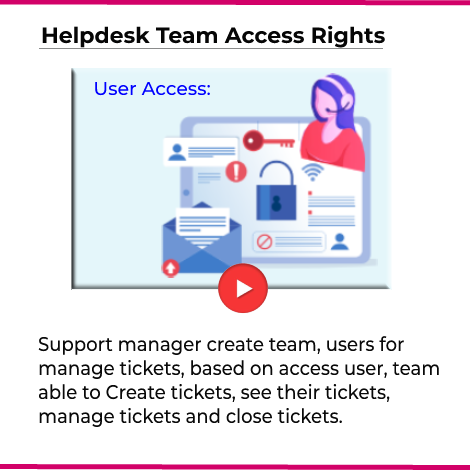 Helpdesk Team Access Rights
User Access:
Support manager create team, users for
manage tickets, based on access user, team
able to Create tickets, see their tickets,
manage tickets and close tickets.